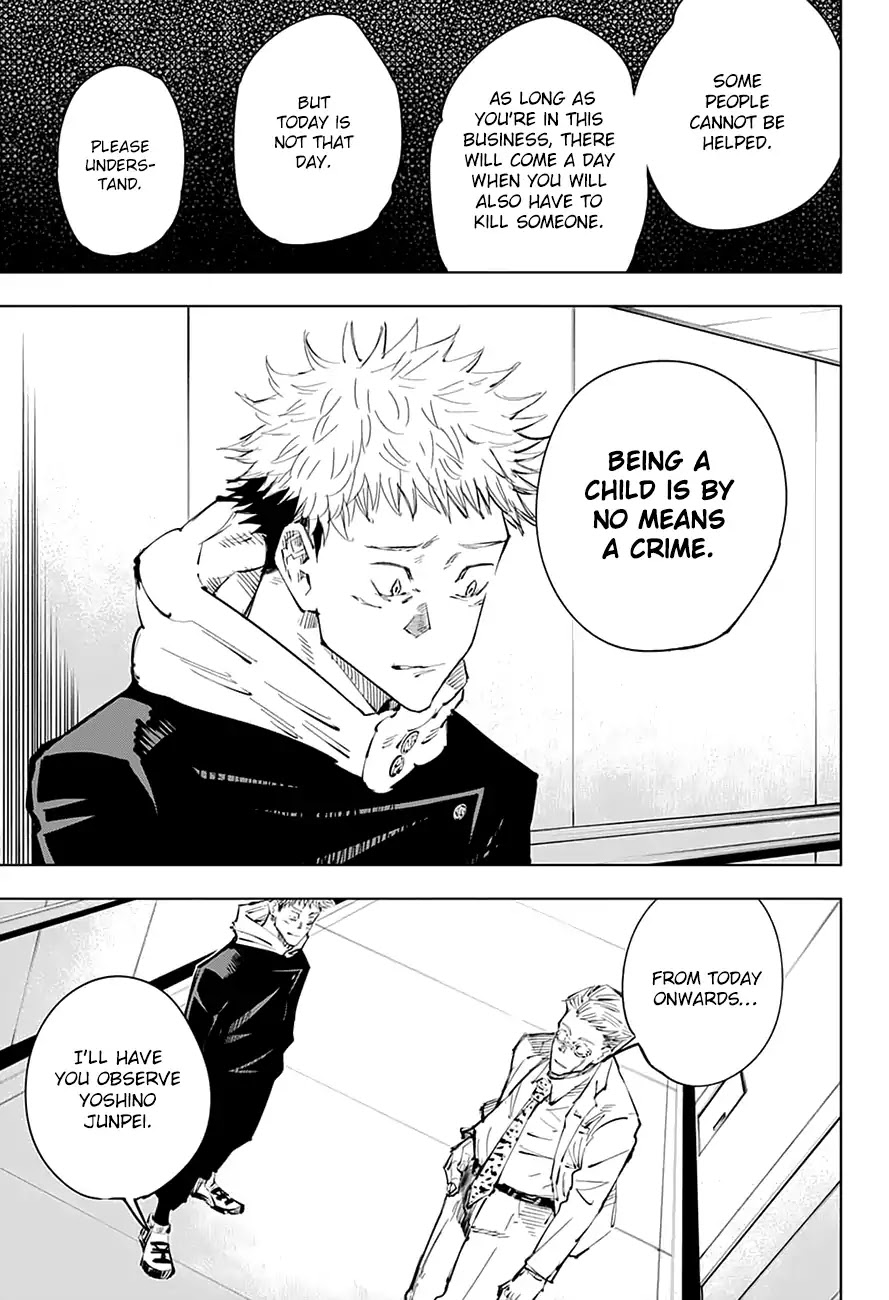 SOME
PEOPLE
CANNOT BE
HELPED.
AS LONG AS
YOU'RE IN THIS
BUSINESS, THERE
WILL COME A DAY
WHEN YOU WILL
ALSO HAVE TO
KILL SOMEONE.
BUT
TODAY IS
NOT THAT
DAY.
PLEASE
UNDERS-
TAND.
BEING A
CHILD IS BY
NO MEANS
A CRIME.
FROM TODAY
ONWARDS...
I'LL HAVE
YOU OBSERVE
YOSHINO
JUNPEI.